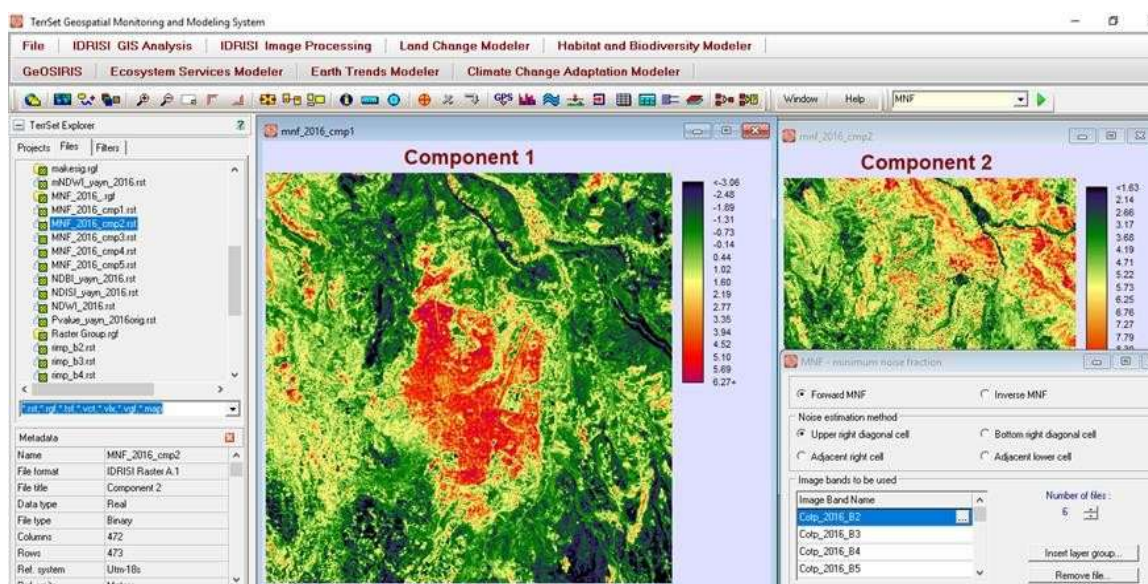 TerrSet Geospatial Monitoring and Modeling System
File IDRISI GIS Analysis IDRISI Image Processing Land Change Modeler Habitat and Biodiversity Modeler
GeOSIRIS Ecosystem Services Modeler Earth Trends Modeler Climate Change Adaptation Modeler
GPS Window Help MNF
TerrSet Explorer
Projects Files Filters
makesig.rgf
mNDWI_yayn_2016.rst
MNF_2016_.rgf
MNF_2016_cmp1.rst
MNF_2016_cmp2.rst
MNF_2016_cmp3.rst
MNF_2016_cmp4.rst
MNF_2016_cmp5.rst
NDBI_yayn_2016.rst
NDISI_yayn_2016.rst
NDWI_2016.rst
Pvalue_yayn_2016orig.rst
Raster Group.rgf
rimp_b2.rst
rimp_b3.rst
rimp_b4.rst
Metadata
Name MNF_2016_cmp2
File format IDRISI Raster A.1
File title Component 2
Data type Real
File type Binary
Columns 472
Rows 473
Ref. system Utm-18s
mnf_2016_cmp1
Component 1
<-3.06
-2.48
-1.89
-1.31
-0.73
-0.14
0.44
1.02
1.60
2.19
2.77
3.35
3.94
4.52
5.10
5.69
6.27+
mnf_2016_cmp2
Component 2
<1.63
2.14
2.66
3.17
3.68
4.19
4.71
5.22
5.73
6.25
6.76
7.27
7.79
8.30
MNF - minimum noise fraction
Forward MNF Inverse MNF
Noise estimation method
Upper right diagonal cell Bottom right diagonal cell
Adjacent right cell Adjacent lower cell
Image bands to be used
Image Band Name
Cotp_2016_B2 ...
Cotp_2016_B3
Cotp_2016_B4
Cotp_2016_B5
Number of files :
6
Insert layer group...
Remove file...